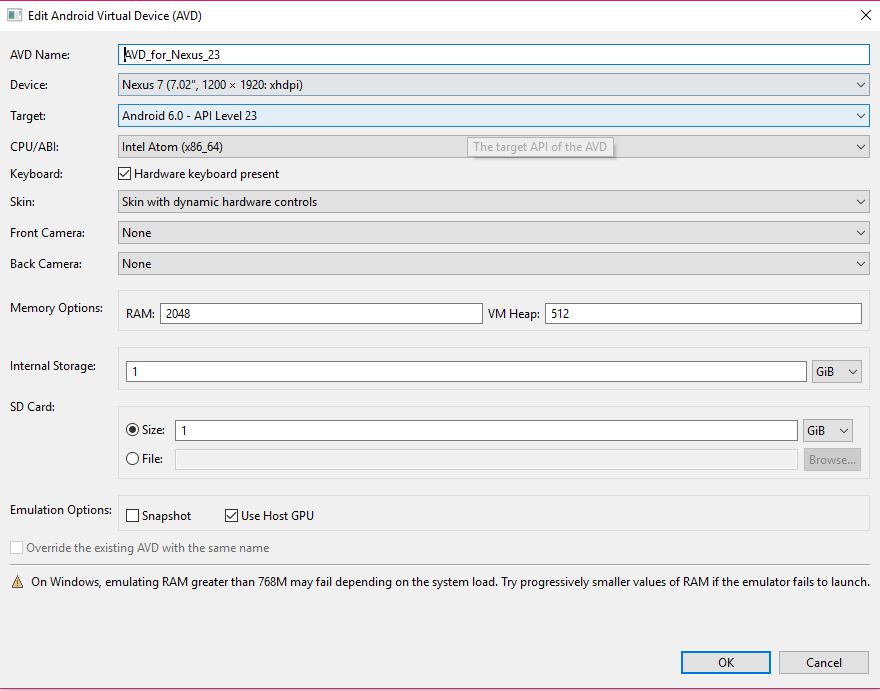 Edit Android Virtual Device (AVD)
AVD Name: AVD_for_Nexus_23
Device: Nexus 7 (7.02", 1200 × 1920: xhdpi)
Target: Android 6.0 - API Level 23
CPU/ABI: Intel Atom (x86_64) The target API of the AVD
Keyboard: Hardware keyboard present
Skin: Skin with dynamic hardware controls
Front Camera: None
Back Camera: None
Memory Options: RAM: 2048 VM Heap: 512
Internal Storage: 1 GiB
SD Card:
Size: 1 GiB
File: Browse...
Emulation Options: Snapshot Use Host GPU
Override the existing AVD with the same name
On Windows, emulating RAM greater than 768M may fail depending on the system load. Try progressively smaller values of RAM if the emulator fails to launch.
OK Cancel